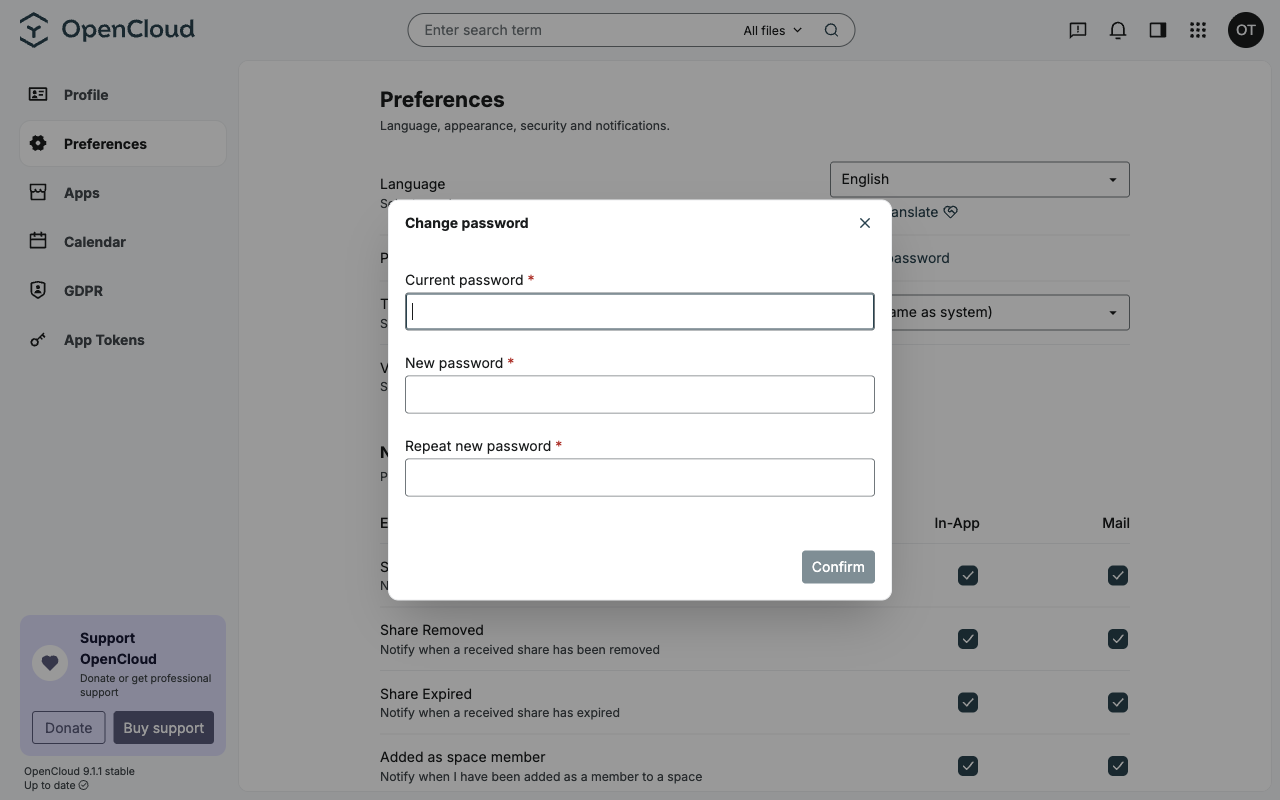 OpenCloud
Enter search term
All files
OT
Profile
Preferences
Apps
Calendar
GDPR
App Tokens
Preferences
Language, appearance, security and notifications.
Language
English
Change password
Current password *
New password *
Repeat new password *
Confirm
password
ame as system)
In-App
Mail
Share Removed
Notify when a received share has been removed
Share Expired
Notify when a received share has expired
Added as space member
Notify when I have been added as a member to a space
Support
OpenCloud
Donate or get professional
support
Donate
Buy support
OpenCloud 9.1.1 stable
Up to date